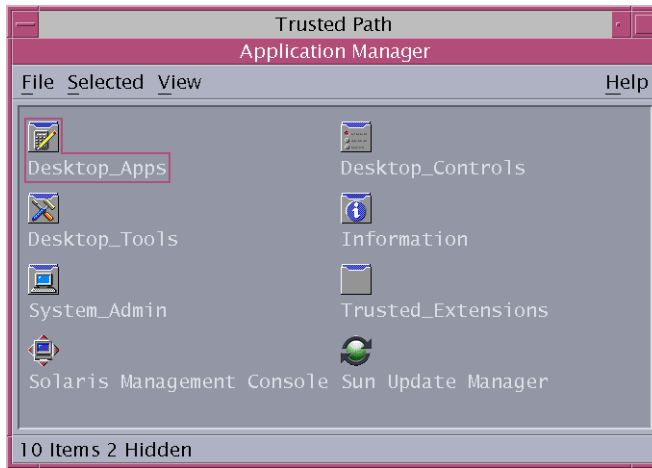 Trusted Path
Application Manager
File Selected View Help
Desktop_Apps Desktop_Controls
Desktop_Tools Information
System_Admin Trusted_Extensions
Solaris Management Console Sun Update Manager
10 Items 2 Hidden